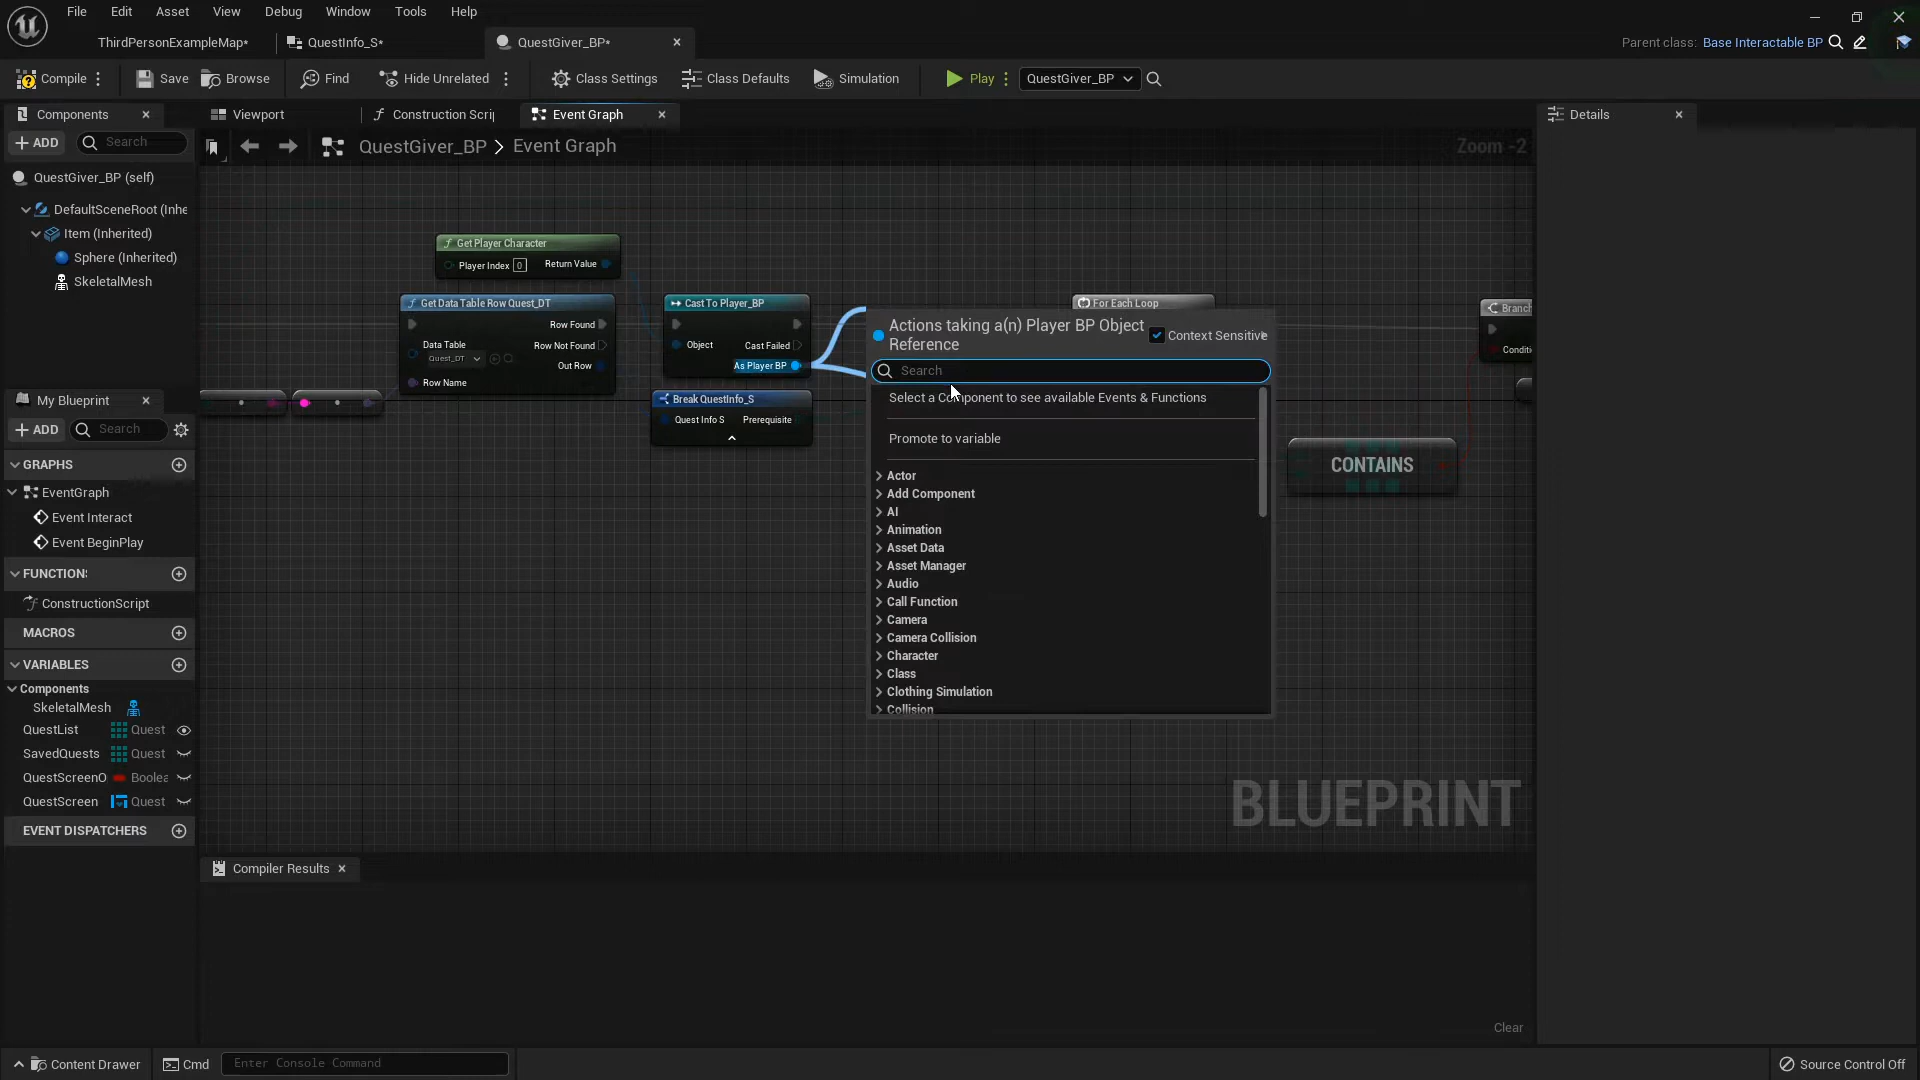 File Edit Asset View Debug Window Tools Help
ThirdPersonExampleMap* QuestInfo_S* QuestGiver_BP*
Parent class: Base Interactable BP
Compile Save Browse Find Hide Unrelated Class Settings Class Defaults Simulation Play QuestGiver_BP
Components
Viewport Construction Scrip Event Graph
Details
ADD Search
QuestGiver_BP > Event Graph
Zoom -2
QuestGiver_BP (self)
DefaultSceneRoot (Inhe
Item (Inherited)
Sphere (Inherited)
SkeletalMesh
Get Player Character
Player Index 0 Return Value
Get Data Table Row Quest_DT
Row Found
Data Table
Quest_DT
Row Not Found
Out Row
Row Name
Cast To Player_BP
Object
Cast Failed
As Player BP
Break QuestInfo_S
Quest Info S Prerequisite
For Each Loop
Branch
Conditi
CONTAINS
Actions taking a(n) Player BP Object
Reference
Context Sensitive
Search
Select a Component to see available Events & Functions
Promote to variable
Actor
Add Component
AI
Animation
Asset Data
Asset Manager
Audio
Call Function
Camera
Camera Collision
Character
Class
Clothing Simulation
Collision
My Blueprint
ADD Search
GRAPHS
EventGraph
Event Interact
Event BeginPlay
FUNCTIONS
ConstructionScript
MACROS
VARIABLES
Components
SkeletalMesh
QuestList Quest
SavedQuests Quest
QuestScreenO Boolea
QuestScreen Quest
EVENT DISPATCHERS
BLUEPRINT
Compiler Results
Clear
Content Drawer Cmd Enter Console Command
Source Control Off